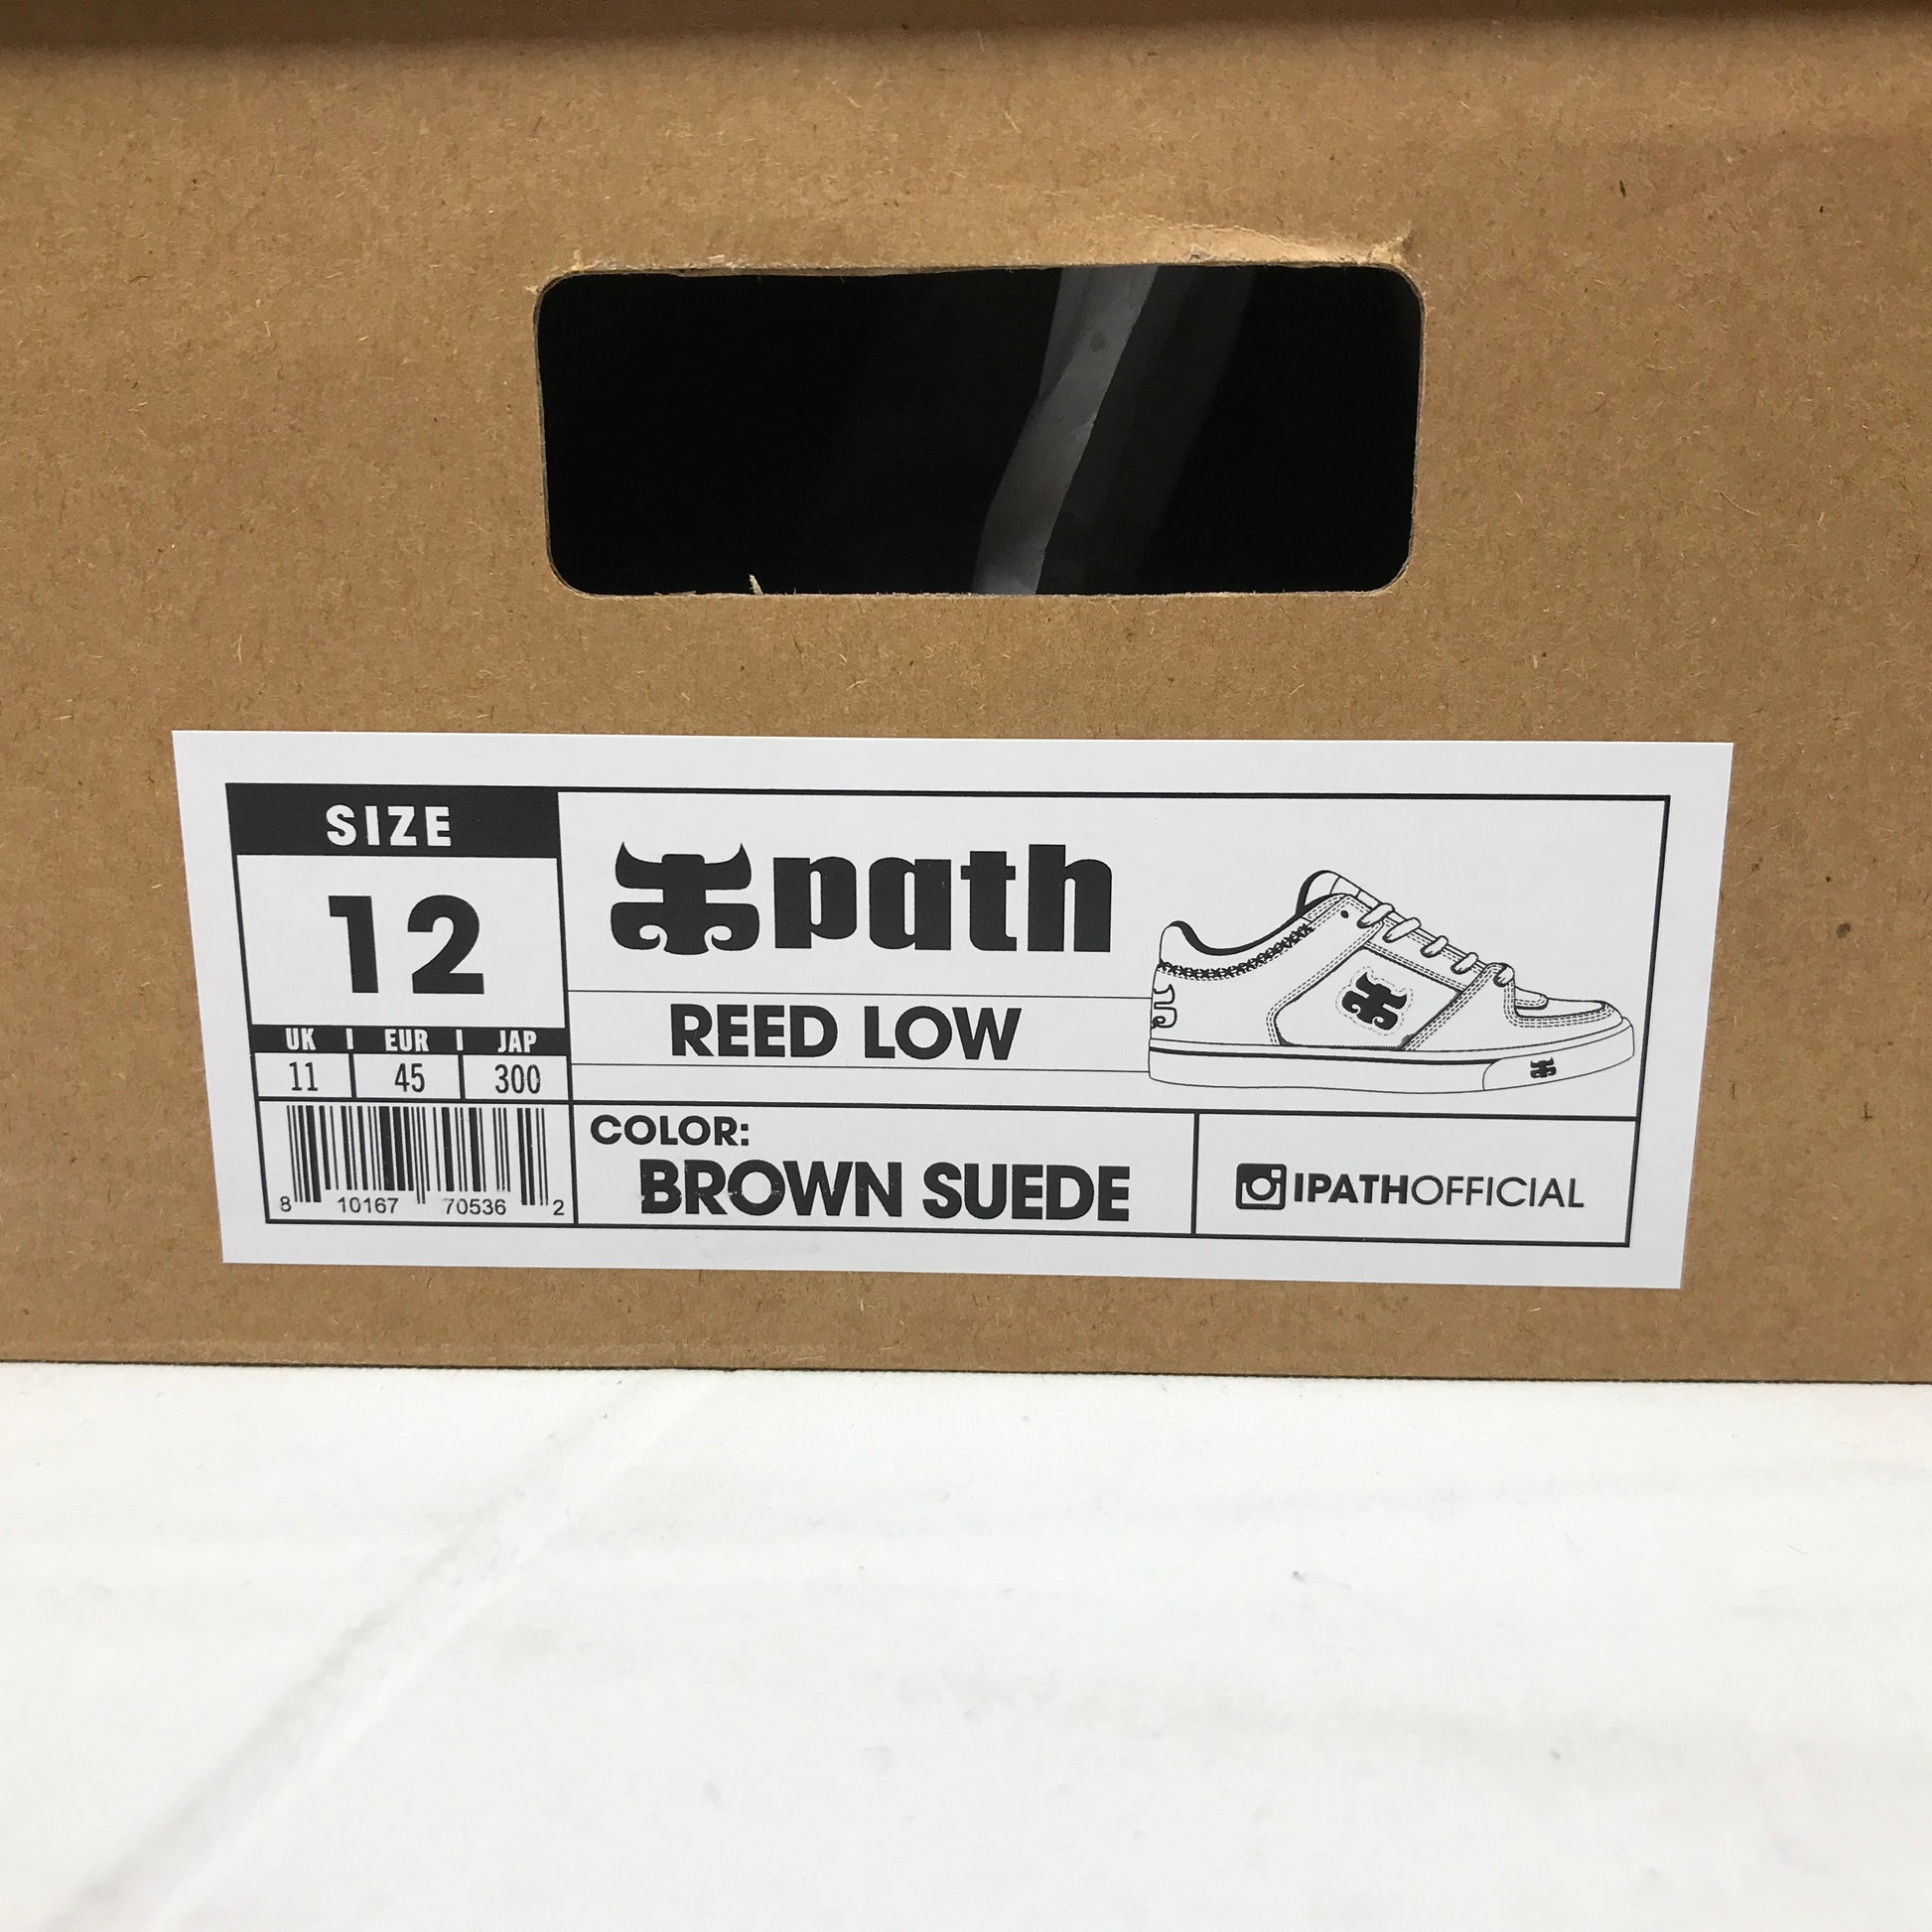 SIZE
12
UK | EUR | JAP
11 45 300
8 10167 70536 2
ipath
REED LOW
COLOR:
BROWN SUEDE
IPATHOFFICIAL